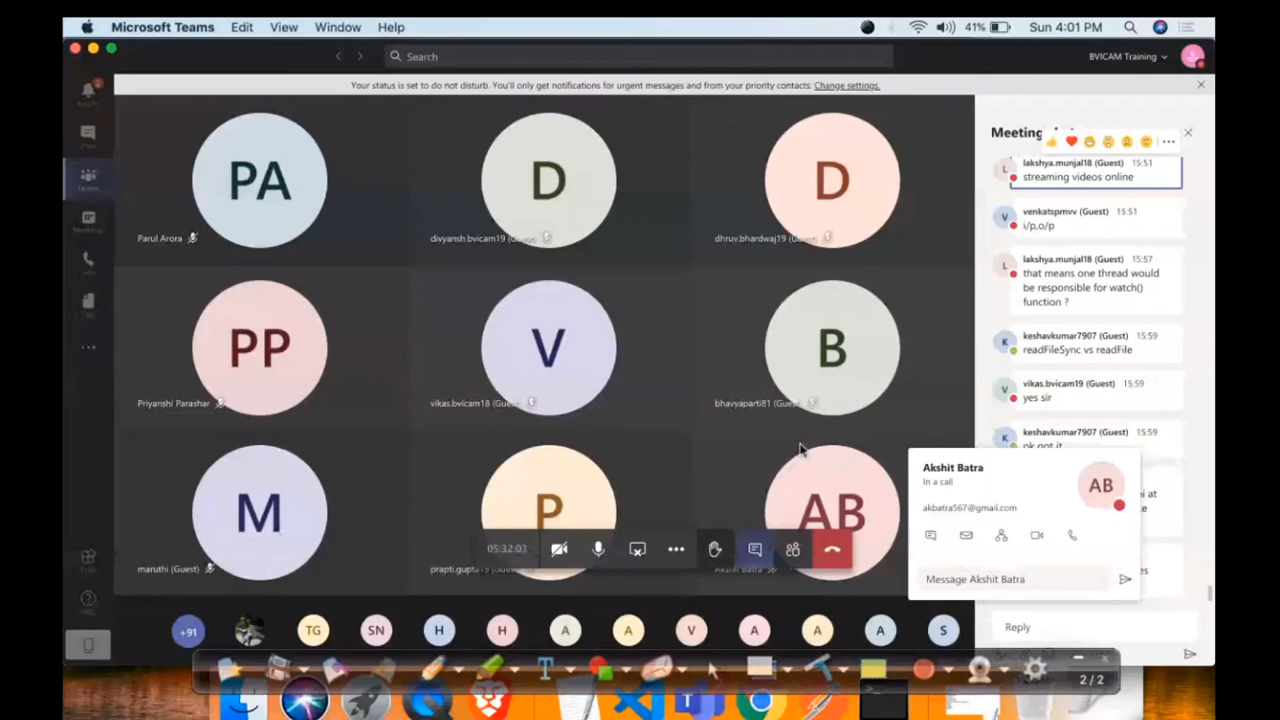 Microsoft Teams Edit View Window Help
41% Sun 4:01 PM
Search
BVICAM Training
Your status is set to do not disturb. You'll only get notifications for urgent messages and from your priority contacts. Change settings.
PA
Parul Arora
D
divyansh.bvicam19
D
dhruv.bhardwaj19
PP
Priyanshi Parashar
V
vikas.bvicam18
B
bhavyaparti81
M
maruthi (Guest)
P
AB
Akshit Batra
05:32:03
+91
TG
SN
H
H
A
A
V
A
A
A
S
Meeting
lakshya.munjal18 (Guest) 15:51
streaming videos online
venkatspmvv (Guest) 15:51
i/p,o/p
lakshya.munjal18 (Guest) 15:57
that means one thread would
be responsible for watch()
function ?
keshavkumar7907 (Guest) 15:59
readFileSync vs readFile
vikas.bvicam19 (Guest) 15:59
yes sir
keshavkumar7907 (Guest) 15:59
ok got it
Akshit Batra
In a call
akbatra567@gmail.com
AB
Message Akshit Batra
Reply
2/2